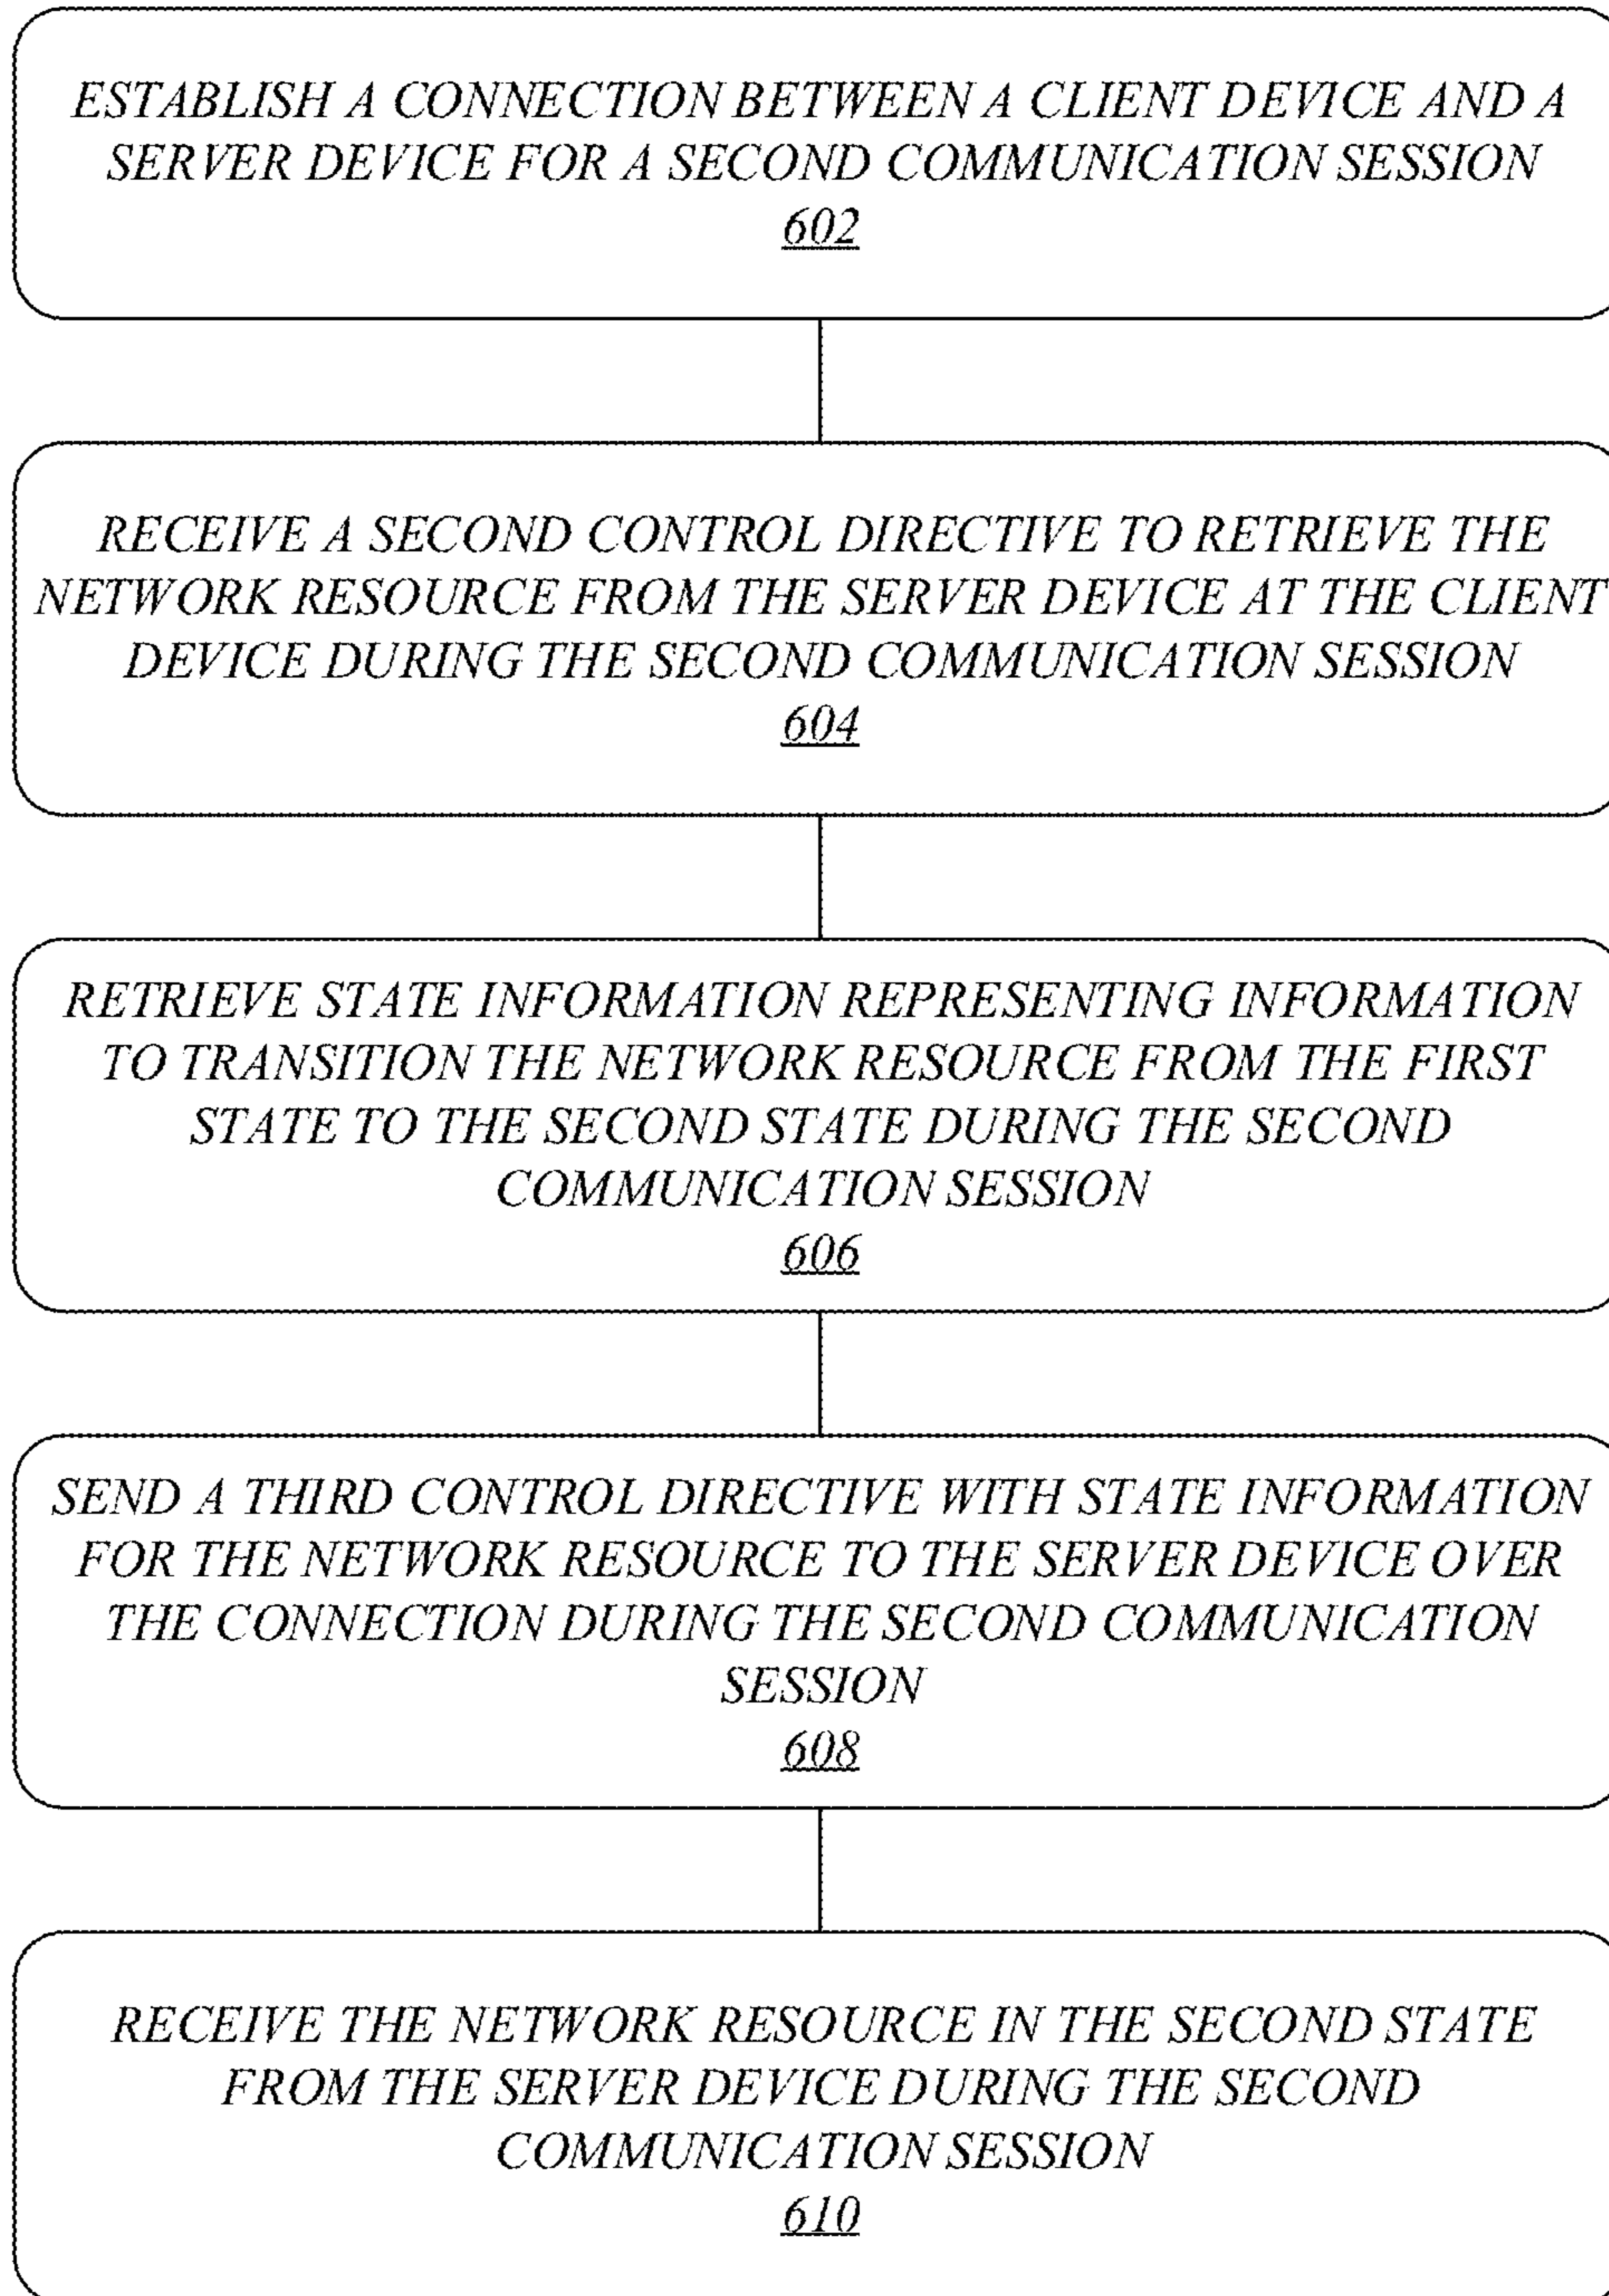 ESTABLISH A CONNECTION BETWEEN A CLIENT DEVICE AND A
SERVER DEVICE FOR A SECOND COMMUNICATION SESSION
602
RECEIVE A SECOND CONTROL DIRECTIVE TO RETRIEVE THE
NETWORK RESOURCE FROM THE SERVER DEVICE AT THE CLIENT
DEVICE DURING THE SECOND COMMUNICATION SESSION
604
RETRIEVE STATE INFORMATION REPRESENTING INFORMATION
TO TRANSITION THE NETWORK RESOURCE FROM THE FIRST
STATE TO THE SECOND STATE DURING THE SECOND
COMMUNICATION SESSION
606
SEND A THIRD CONTROL DIRECTIVE WITH STATE INFORMATION
FOR THE NETWORK RESOURCE TO THE SERVER DEVICE OVER
THE CONNECTION DURING THE SECOND COMMUNICATION
SESSION
608
RECEIVE THE NETWORK RESOURCE IN THE SECOND STATE
FROM THE SERVER DEVICE DURING THE SECOND
COMMUNICATION SESSION
610